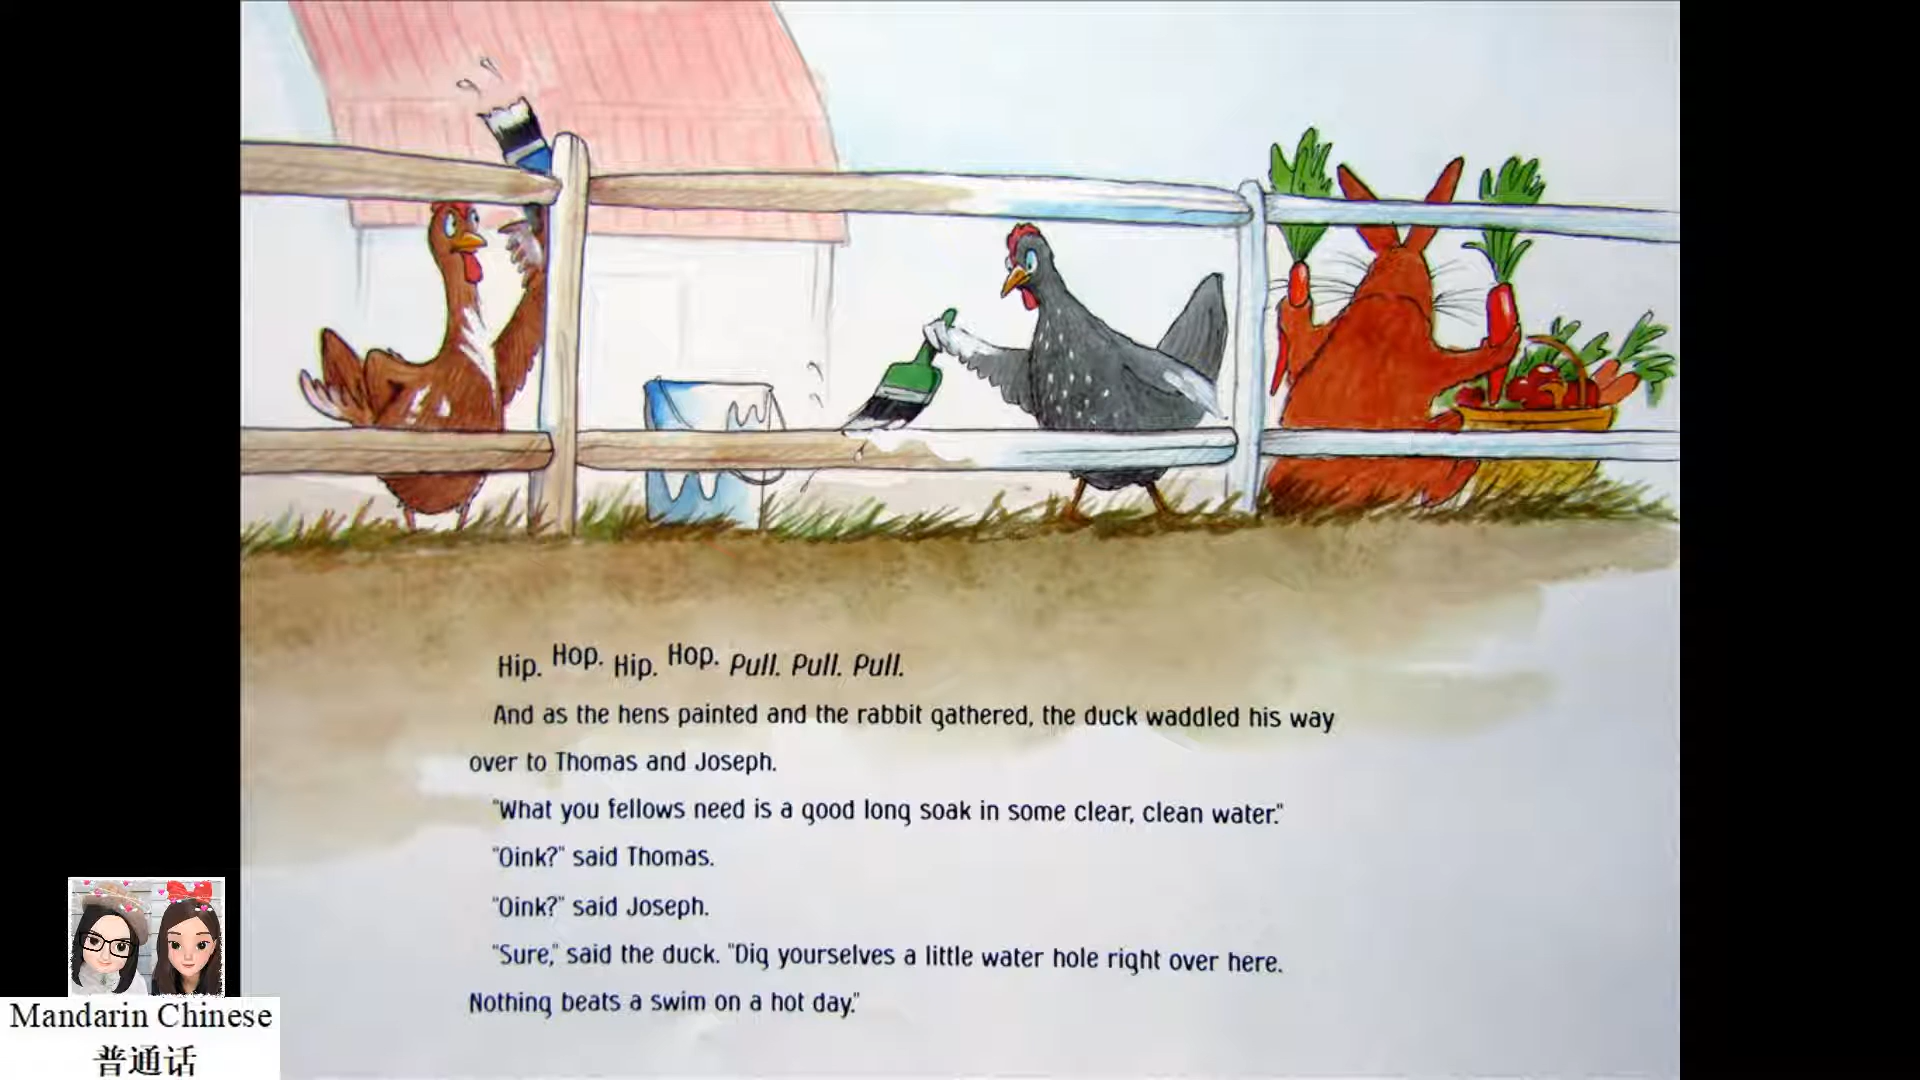 Hip. Hop. Hip. Hop. Pull. Pull. Pull.
And as the hens painted and the rabbit gathered, the duck waddled his way
over to Thomas and Joseph.
"What you fellows need is a good long soak in some clear, clean water."
"Oink?" said Thomas.
"Oink?" said Joseph.
"Sure," said the duck. "Dig yourselves a little water hole right over here.
Nothing beats a swim on a hot day."
Mandarin Chinese
普通话